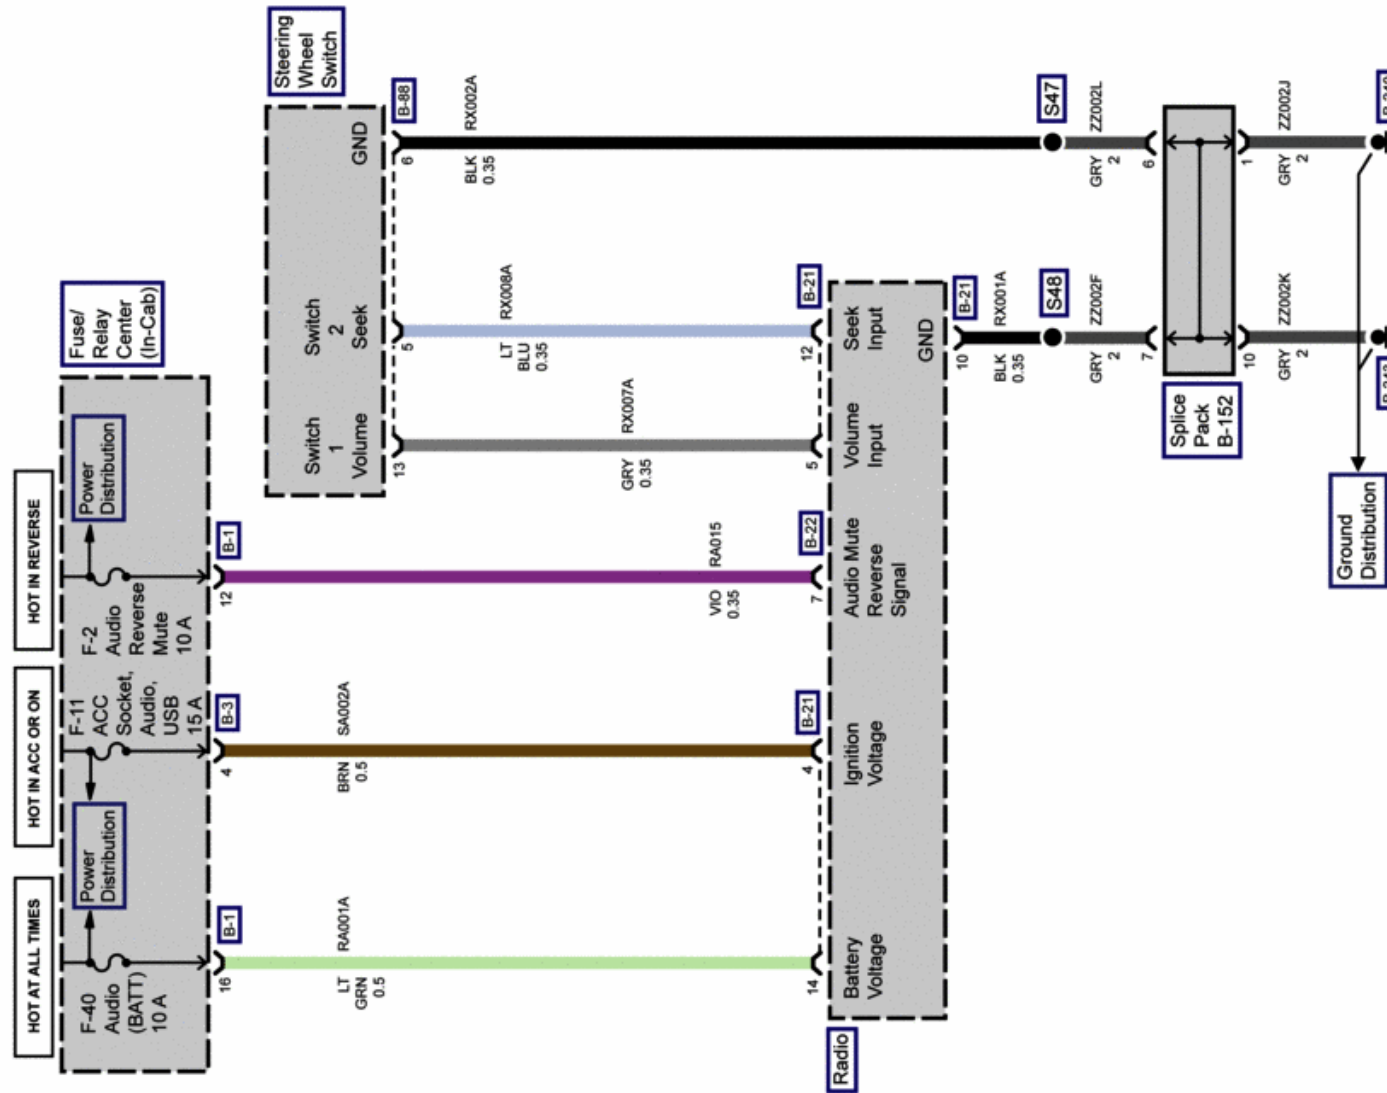 HOT AT ALL TIMES
HOT IN ACC OR ON
HOT IN REVERSE
Fuse/
Relay
Center
(In-Cab)
F-40
Audio
(BATT)
10 A
Power
Distribution
F-11
ACC
Socket,
Audio,
USB
15 A
F-2
Audio
Reverse
Mute
10 A
Power
Distribution
16
B-1
4
B-3
12
B-1
Steering
Wheel
Switch
Switch
1
Volume
Switch
2
Seek
GND
13
5
6
B-88
LT
GRN
0.5
RA001A
BRN
0.5
SA002A
VIO
0.35
RA015
GRY
0.35
RX007A
LT
BLU
0.35
RX008A
BLK
0.35
RX002A
14
4
B-21
7
B-22
5
12
B-21
Radio
Battery
Voltage
Ignition
Voltage
Audio Mute
Reverse
Signal
Volume
Input
Seek
Input
GND
10
B-21
BLK
0.35
RX001A
S48
S47
GRY
2
ZZ002F
GRY
2
ZZ002L
7
6
Splice
Pack
B-152
10
1
GRY
2
ZZ002K
GRY
2
ZZ002J
Ground
Distribution